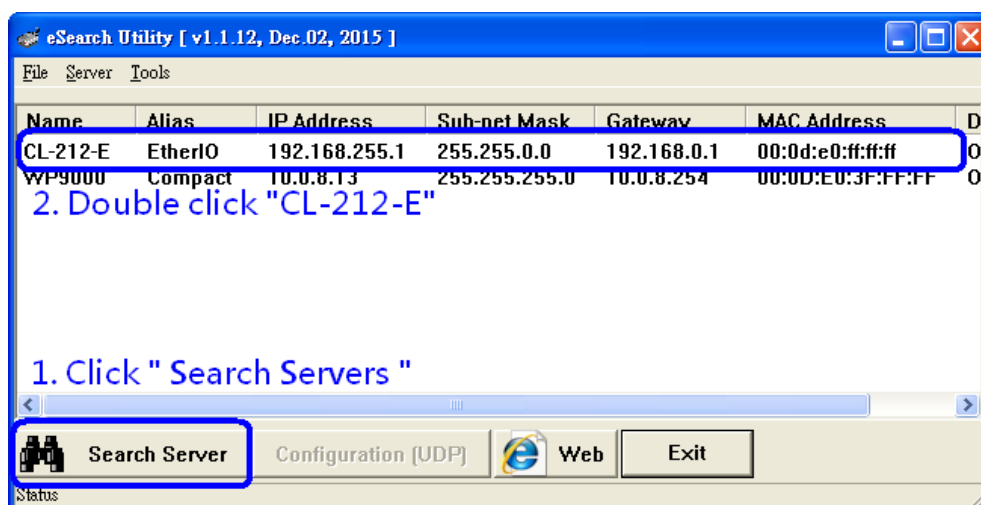 eSearch Utility [ v1.1.12, Dec.02, 2015 ]
File Server Tools
Name Alias IP Address Sub-net Mask Gateway MAC Address D
CL-212-E EtherIO 192.168.255.1 255.255.0.0 192.168.0.1 00:0d:e0:ff:ff:ff O
WP9000 Compact 10.0.8.13 255.255.255.0 10.0.8.254 00:0D:E0:3F:FF:FF O
2. Double click "CL-212-E"
1. Click " Search Servers "
Search Server Configuration (UDP) Web Exit
Status